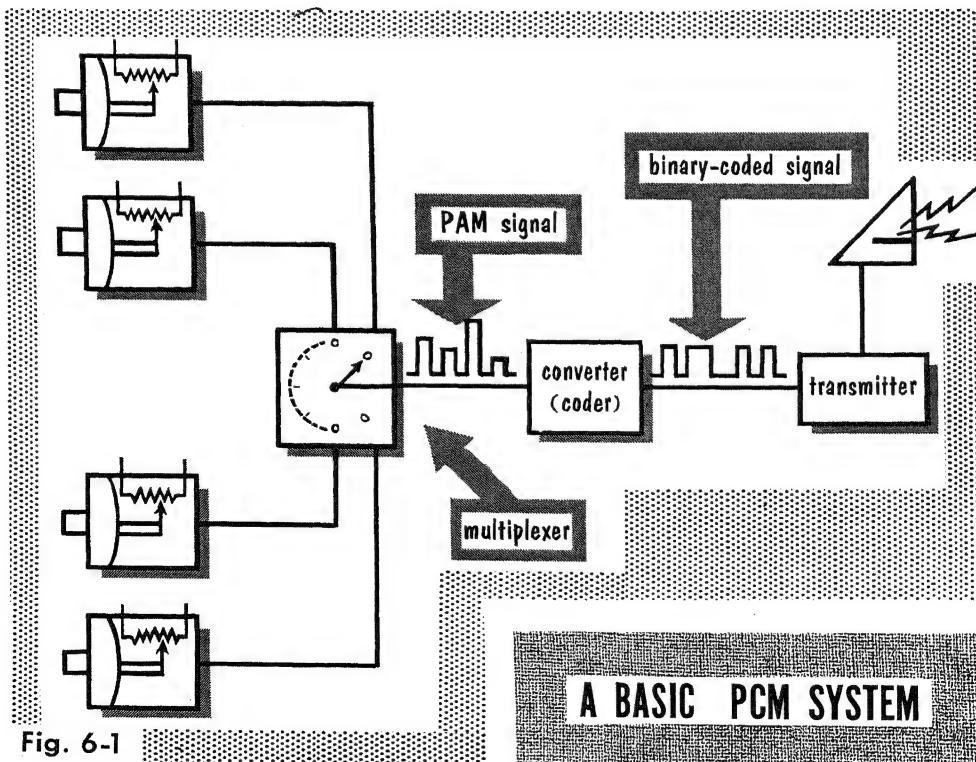 binary-coded signal
PAM signal
converter
(coder)
transmitter
multiplexer
A BASIC PCM SYSTEM
Fig. 6-1